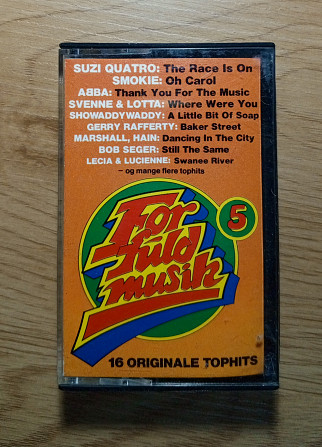 SUZI QUATRO: The Race Is On
SMOKIE: Oh Carol
ABBA: Thank You For The Music
SVENNE & LOTTA: Where Were You
SHOWADDYWADDY: A Little Bit Of Soap
GERRY RAFFERTY: Baker Street
MARSHALL, HAIN: Dancing In The City
BOB SEGER: Still The Same
LECIA & LUCIENNE: Swanee River
– og mange flere tophits
For
fuld
musik
5
16 ORIGINALE TOPHITS